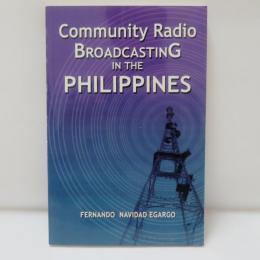 Community Radio
BROADCASTING
IN THE
PHILIPPINES
FERNANDO NAVIDAD EGARGO